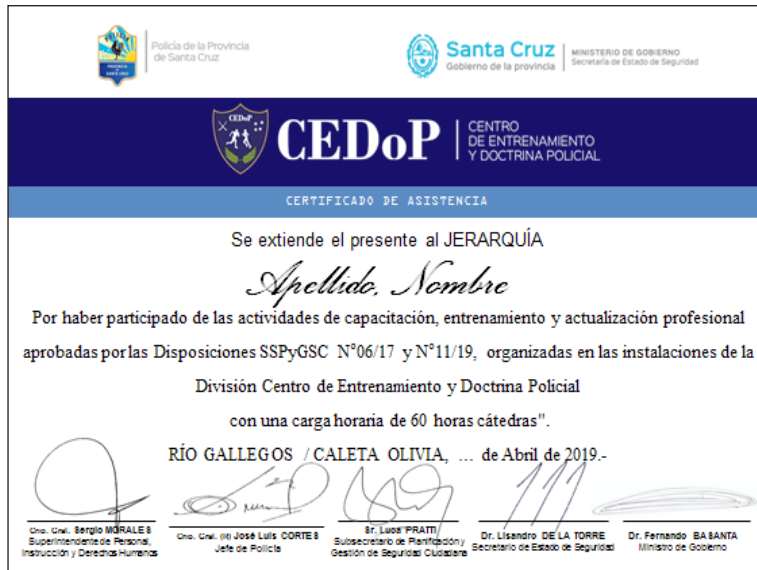 Policía de la Provincia
de Santa Cruz
Santa Cruz
Gobierno de la provincia
MINISTERIO DE GOBIERNO
Secretaría de Estado de Seguridad
CEDoP
CEDoP
CENTRO
DE ENTRENAMIENTO
Y DOCTRINA POLICIAL
CERTIFICADO DE ASISTENCIA
Se extiende el presente al JERARQUÍA
Apellido, Nombre
Por haber participado de las actividades de capacitación, entrenamiento y actualización profesional
aprobadas por las Disposiciones SSPyGSC N°06/17 y N°11/19, organizadas en las instalaciones de la
División Centro de Entrenamiento y Doctrina Policial
con una carga horaria de 60 horas cátedras".
RÍO GALLEGOS / CALETA OLIVIA, ... de Abril de 2019.-
Sergio MORALES
Superintendente de Personal,
Instrucción y Derechos Humanos
José Luis CORTES
Jefe de Policía
Sr. Luca PRATTI
Subsecretario de Planificación y
Gestión de Seguridad Ciudadana
Dr. Lisandro DE LA TORRE
Secretario de Estado de Seguridad
Dr. Fernando BASANTA
Ministro de Gobierno